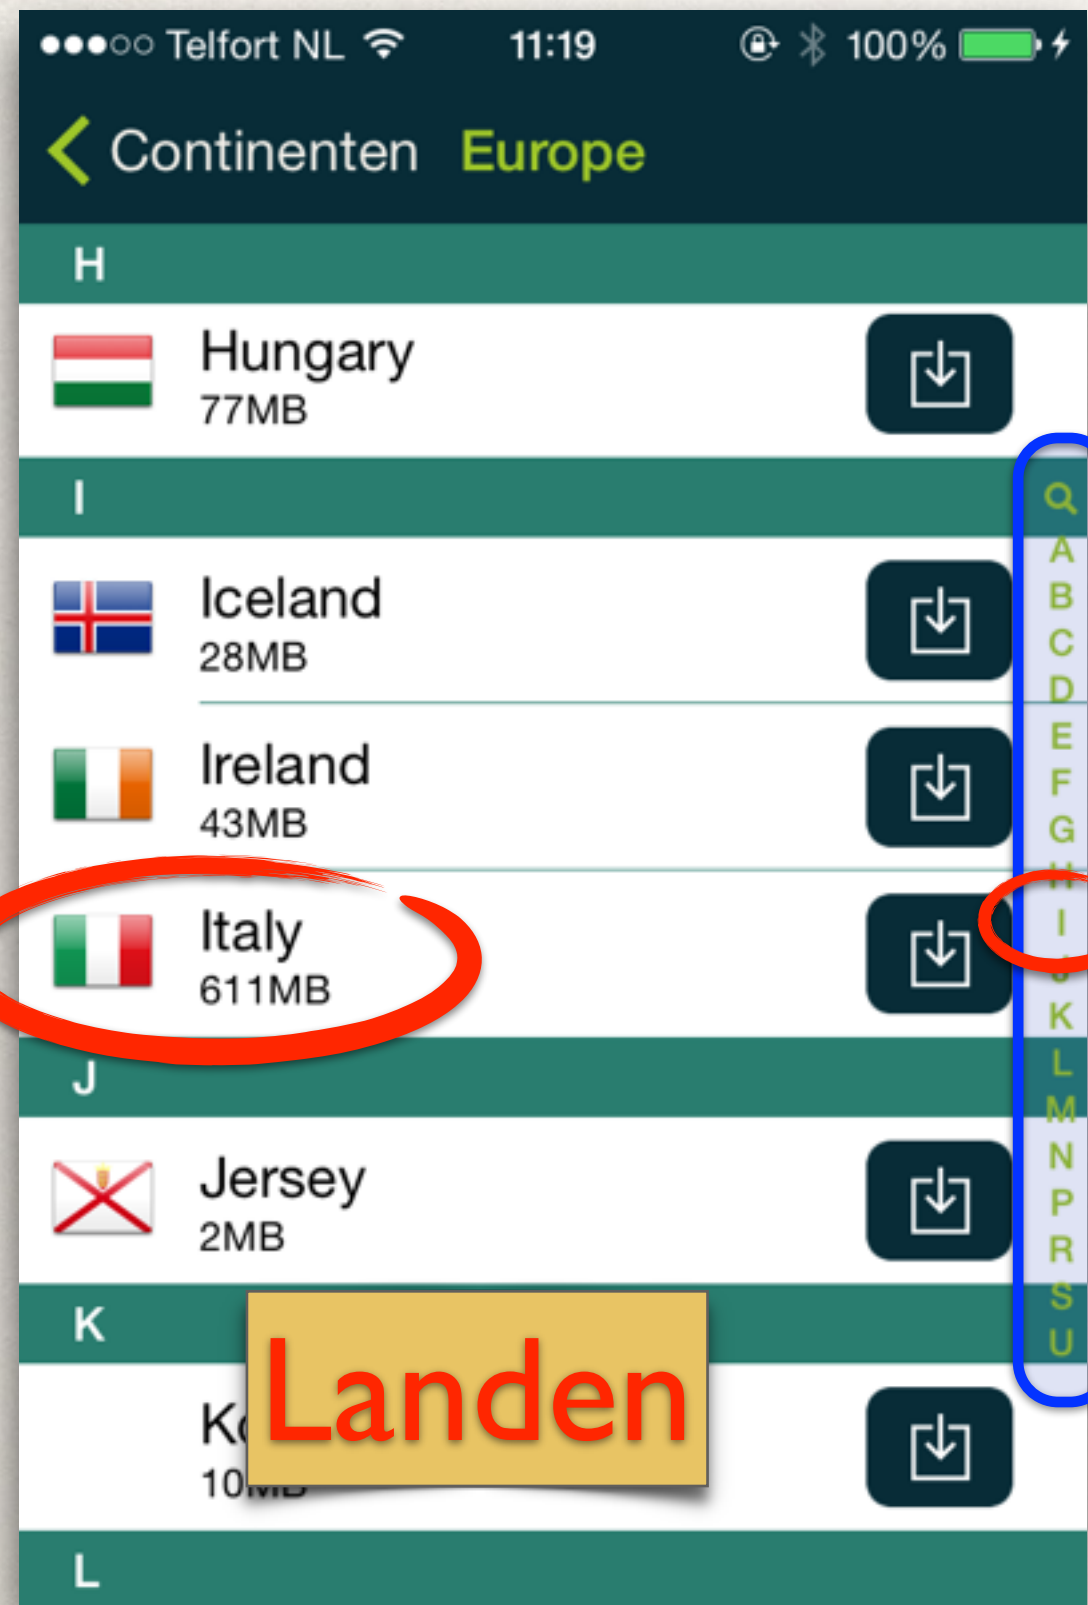 Telfort NL 11:19 100%
Continenten Europe
H
Hungary
77MB
I
Iceland
28MB
Ireland
43MB
Italy
611MB
J
Jersey
2MB
K
Landen
L
A
B
C
D
E
F
G
H
I
J
K
L
M
N
P
R
S
U